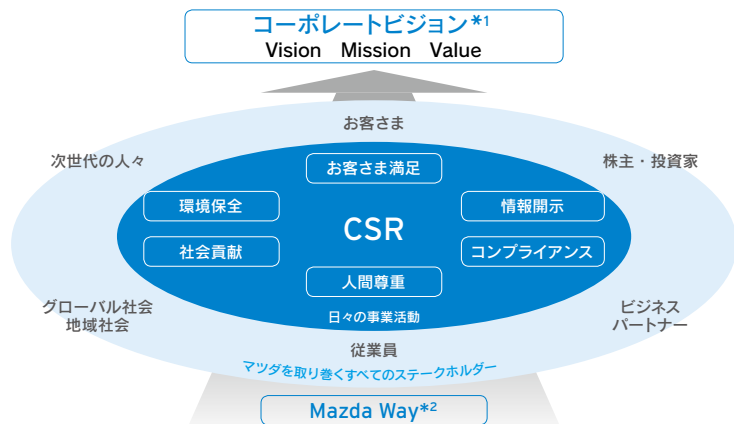 コーポレートビジョン*1
Vision Mission Value
お客さま
次世代の人々
株主・投資家
お客さま満足
環境保全
情報開示
CSR
社会貢献
コンプライアンス
人間尊重
グローバル社会
地域社会
ビジネス
パートナー
日々の事業活動
従業員
マツダを取り巻くすべてのステークホルダー
Mazda Way*2